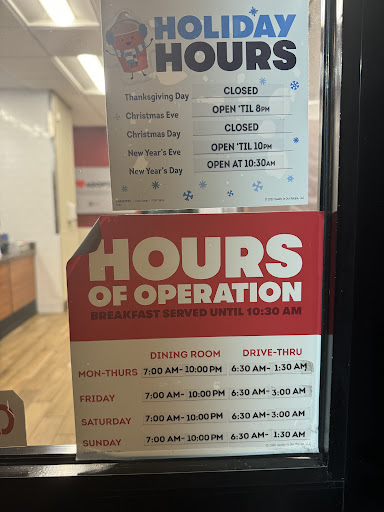 HOLIDAY
HOURS
Thanksgiving Day CLOSED
Christmas Eve OPEN 'TIL 8PM
Christmas Day CLOSED
New Year's Eve OPEN 'TIL 10PM
New Year's Day OPEN AT 10:30AM
HOURS
OF OPERATION
BREAKFAST SERVED UNTIL 10:30 AM
DINING ROOM DRIVE-THRU
MON-THURS 7:00 AM- 10:00 PM 6:30 AM- 1:30 AM
FRIDAY 7:00 AM- 10:00 PM 6:30 AM- 3:00 AM
SATURDAY 7:00 AM- 10:00 PM 6:30 AM- 3:00 AM
SUNDAY 7:00 AM- 10:00 PM 6:30 AM- 1:30 AM